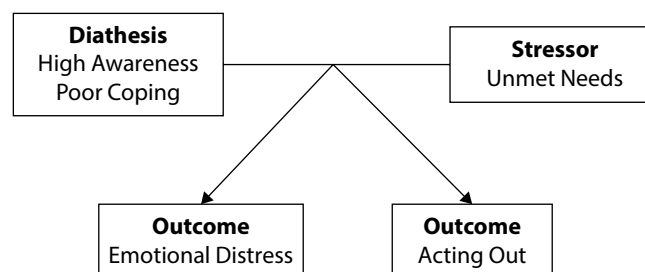 Diathesis
High Awareness
Poor Coping
Stressor
Unmet Needs
Outcome
Emotional Distress
Outcome
Acting Out